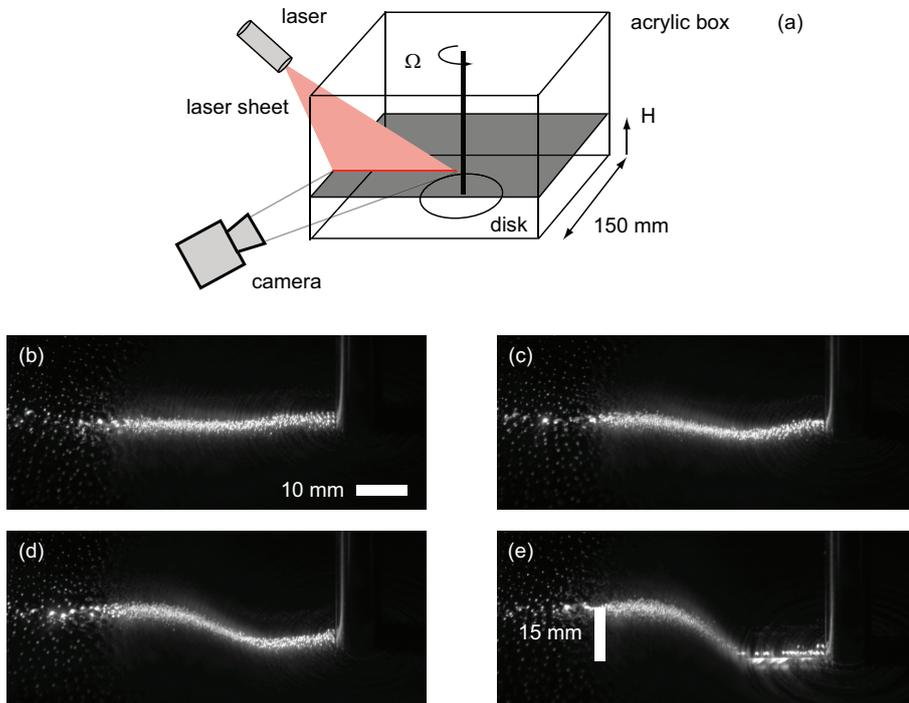 laser
acrylic box
(a)
Ω
laser sheet
H
150 mm
disk
camera
(b)
10 mm
(c)
(d)
(e)
15 mm